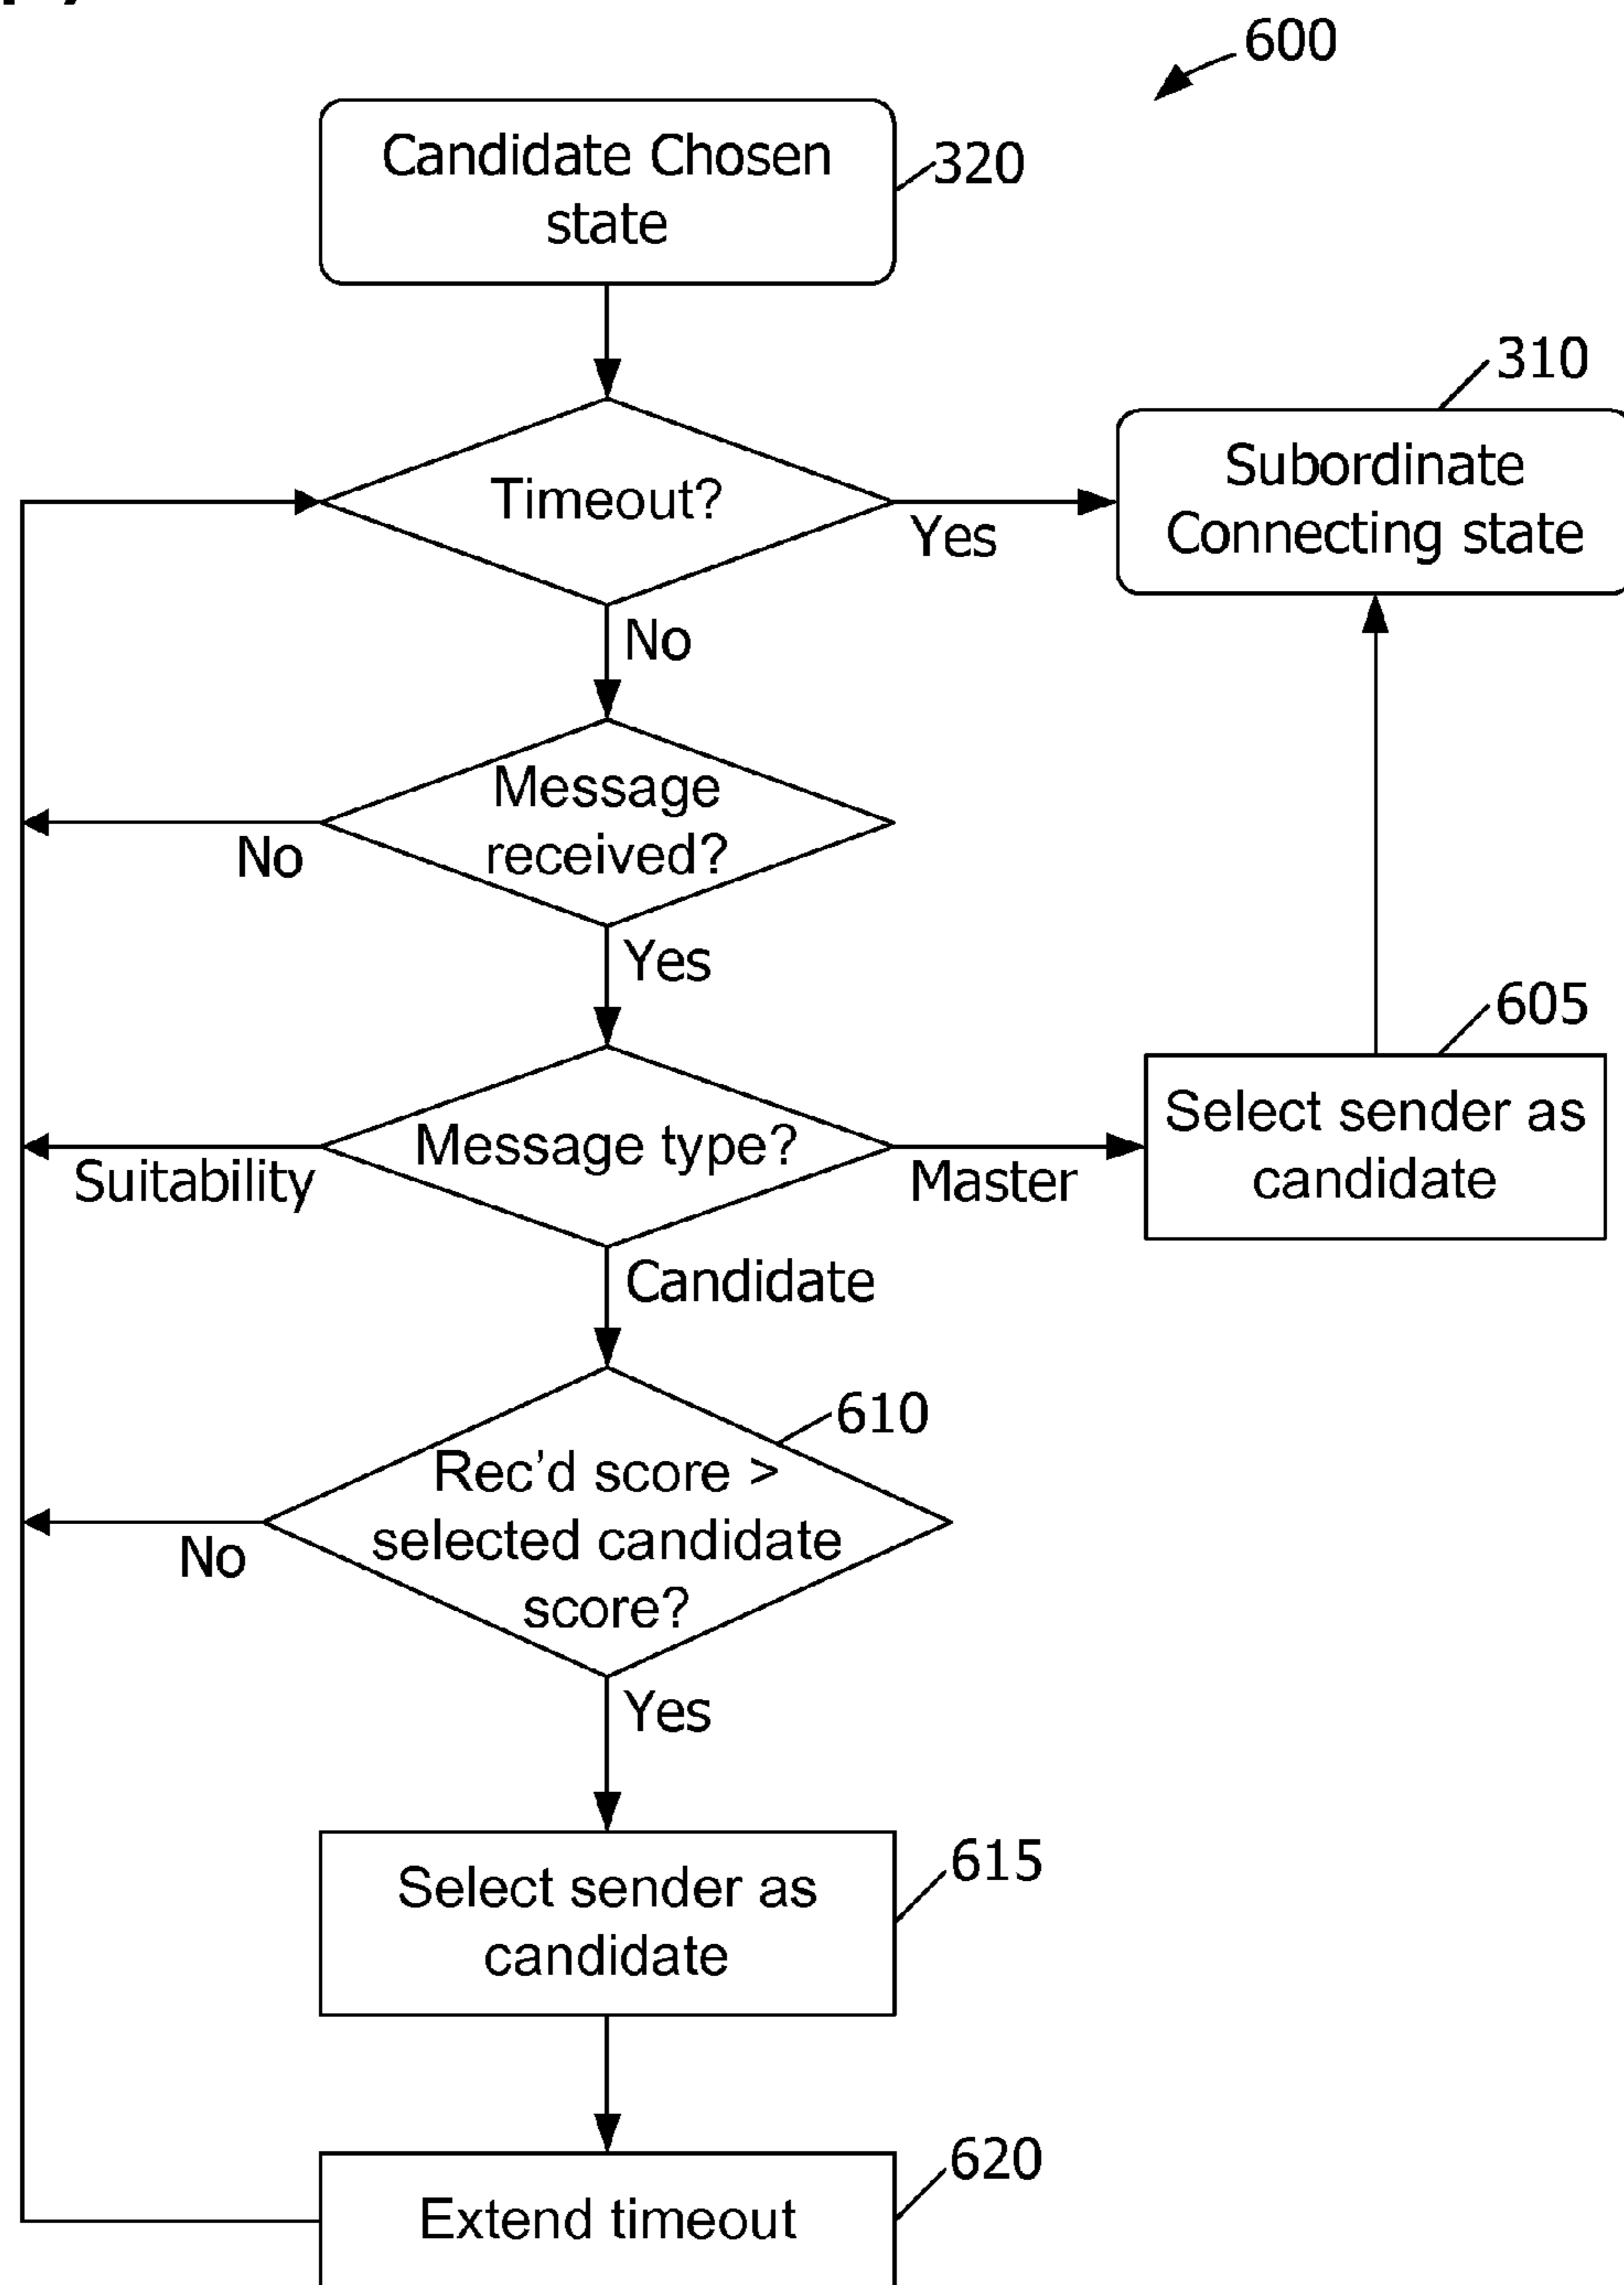 600
Candidate Chosen
state
320
310
Timeout?
Yes
Subordinate
Connecting state
No
Message
received?
No
Yes
605
Message type?
Suitability
Master
Select sender as
candidate
Candidate
610
Rec'd score >
selected candidate
score?
No
Yes
615
Select sender as
candidate
620
Extend timeout